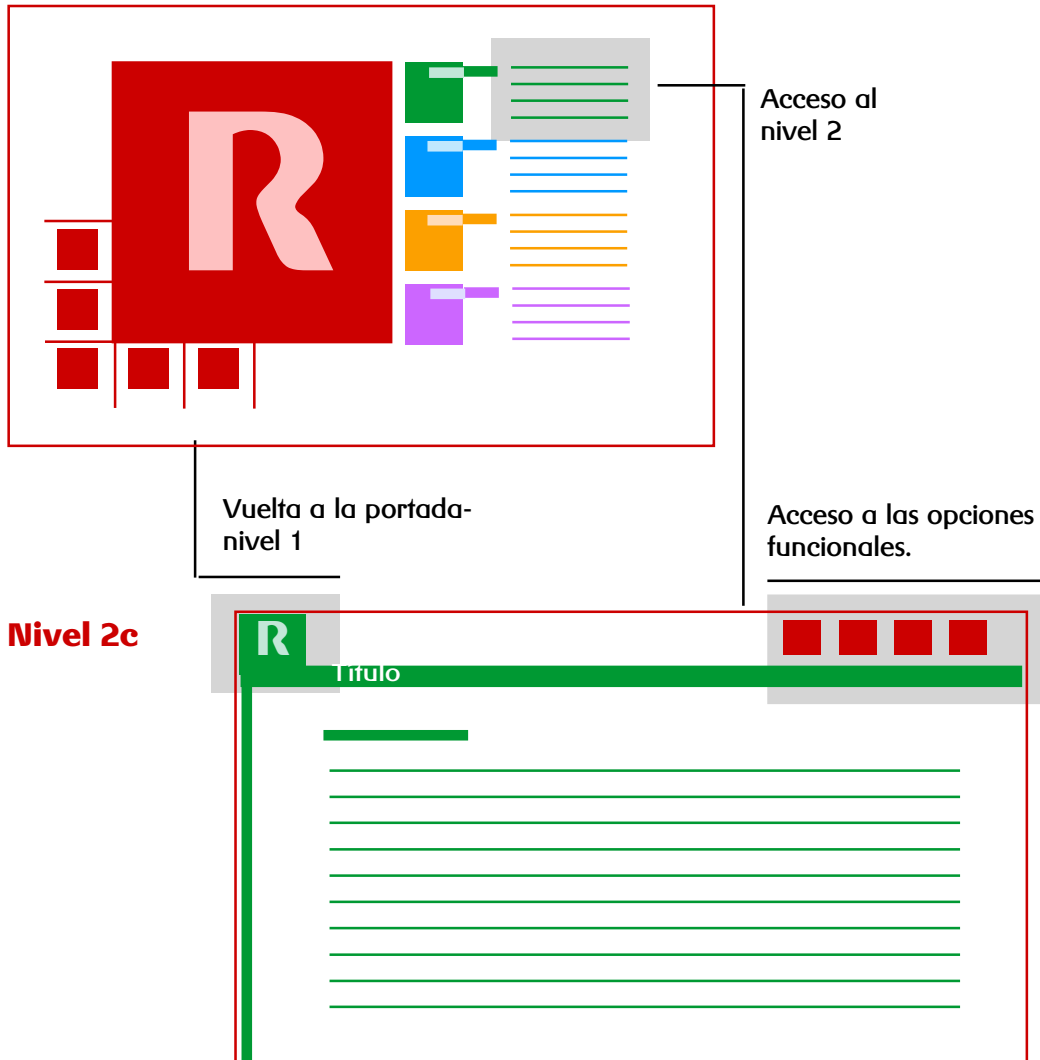 R
Acceso al
nivel 2
Vuelta a la portada-
nivel 1
Acceso a las opciones
funcionales.
Nivel 2c
R
Título